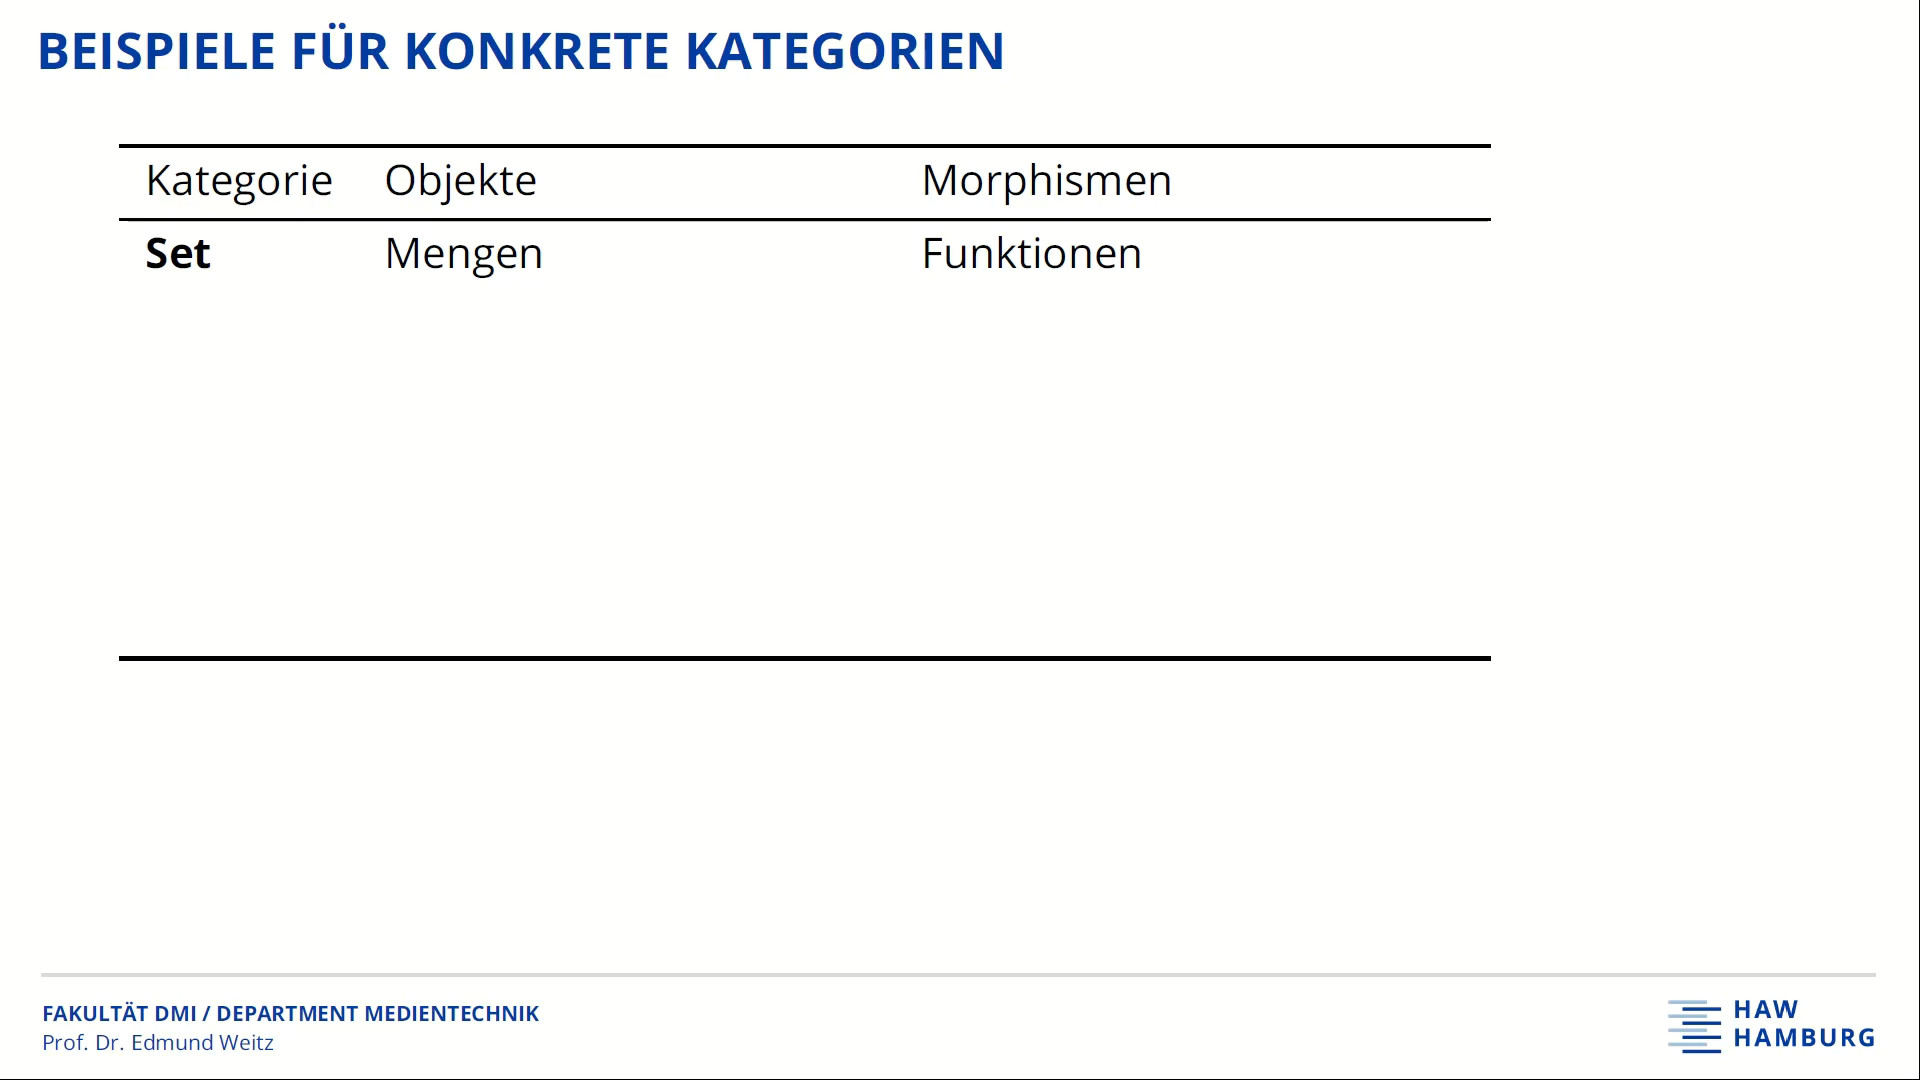 BEISPIELE FÜR KONKRETE KATEGORIEN
Kategorie Objekte Morphismen
Set Mengen Funktionen
FAKULTÄT DMI / DEPARTMENT MEDIENTECHNIK
Prof. Dr. Edmund Weitz
HAW
HAMBURG